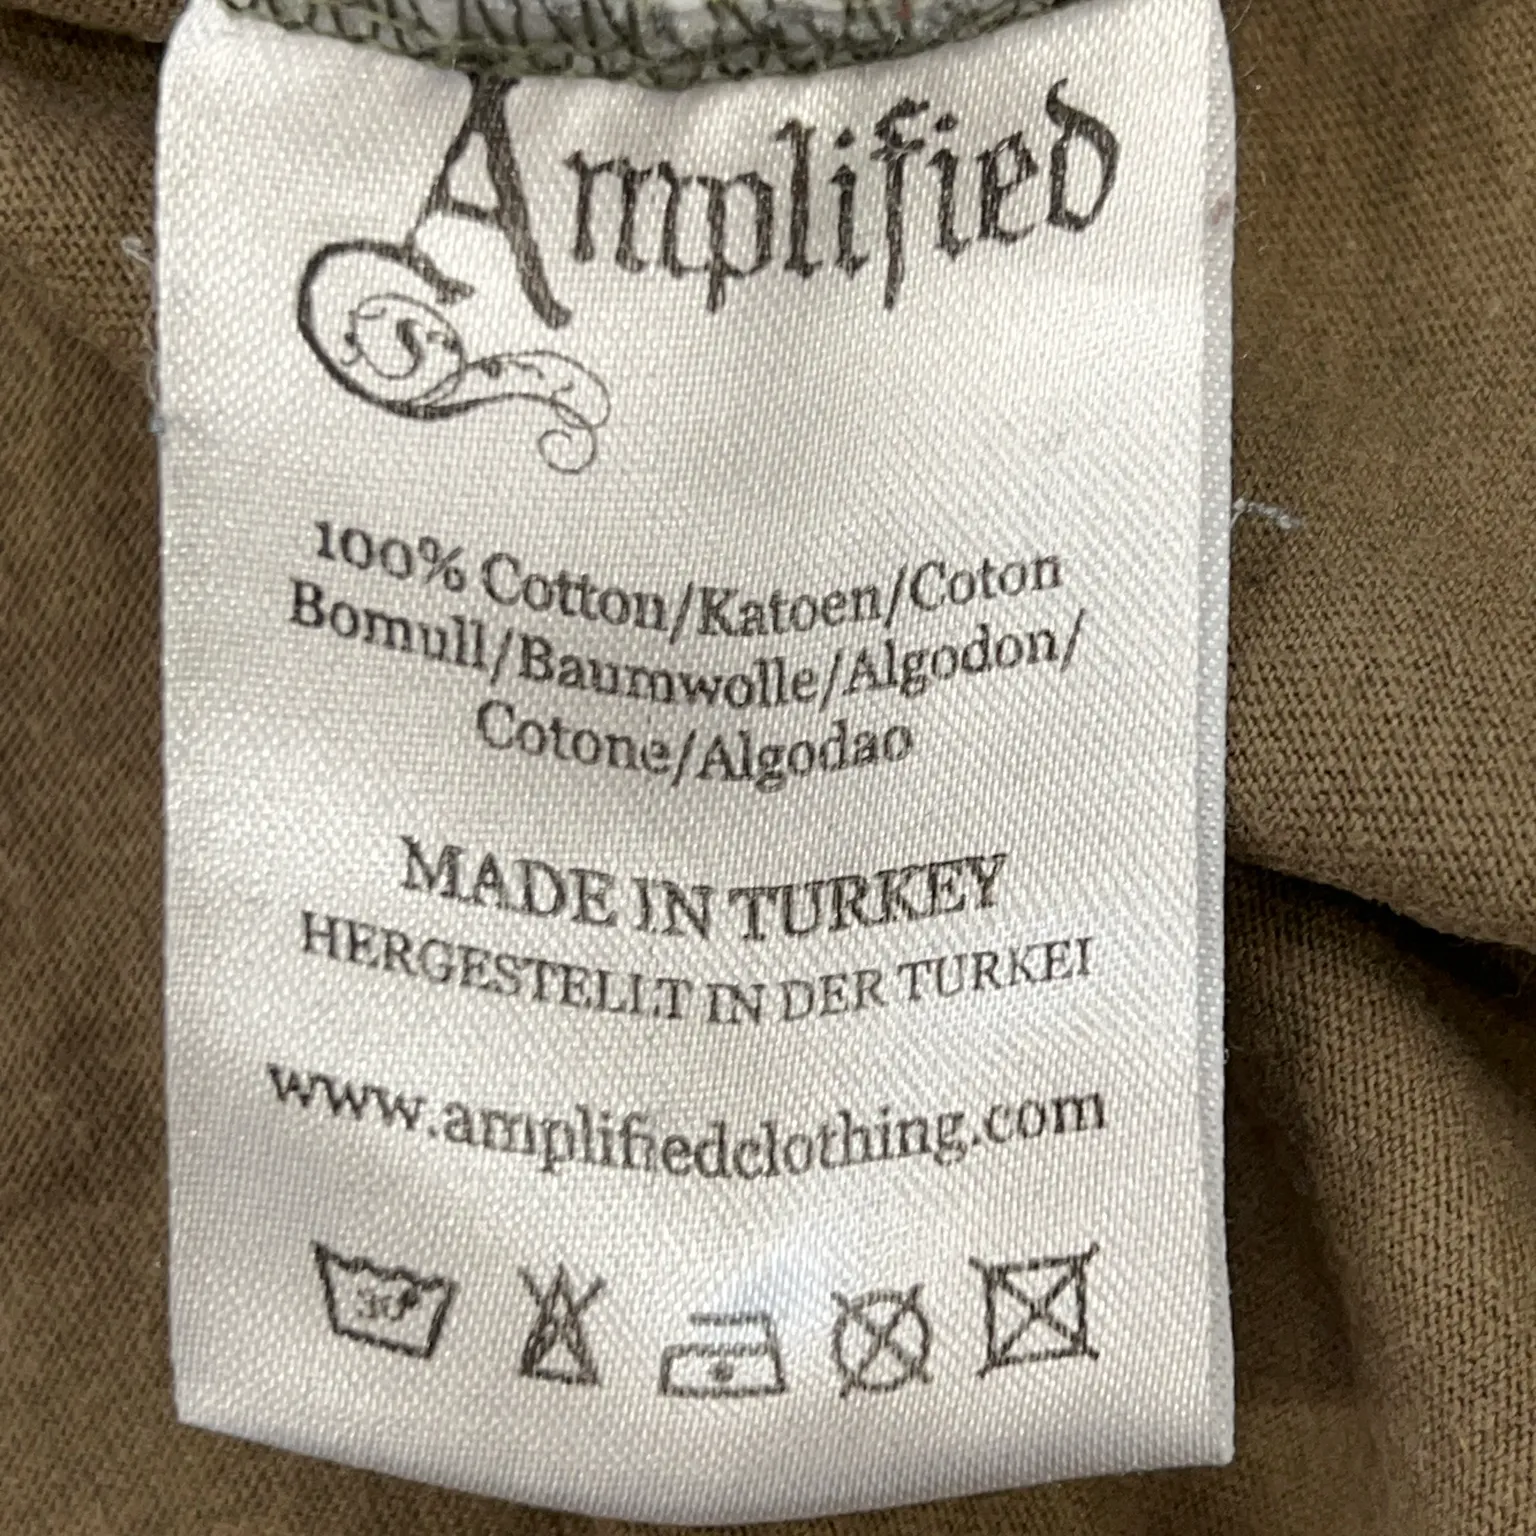 Amplified
100% Cotton/Katoen/Coton
Bomull/Baumwolle/Algodon/
Cotone/Algodao
MADE IN TURKEY
HERGESTELLT IN DER TURKEI
www.amplifiedclothing.com
30°